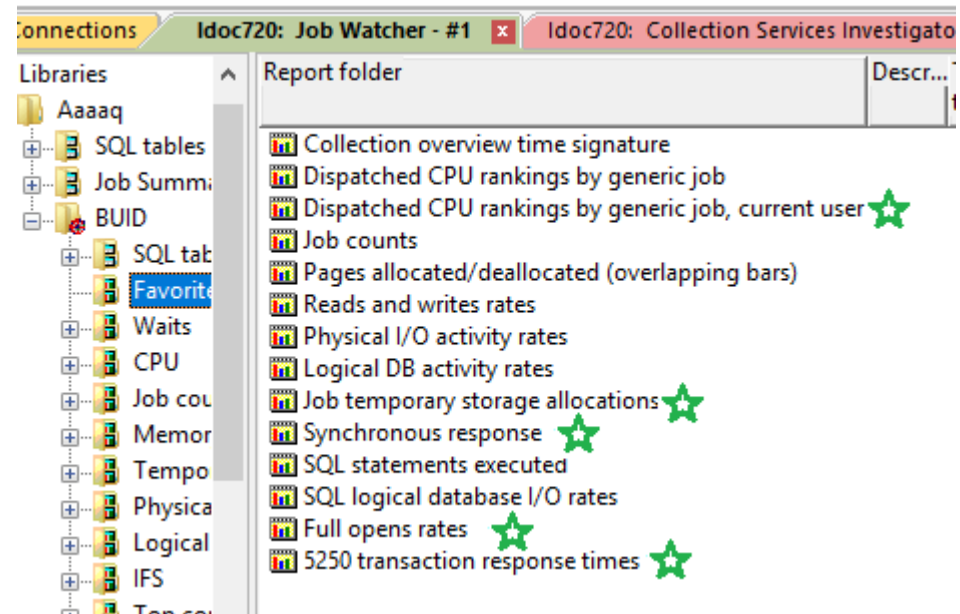 Connections
Idoc720: Job Watcher - #1
Idoc720: Collection Services Investigato
Libraries
Aaaaq
SQL tables
Job Summa
BUID
SQL tab
Favorite
Waits
CPU
Job cou
Memor
Tempo
Physica
Logical
IFS
Report folder
Descr...
Collection overview time signature
Dispatched CPU rankings by generic job
Dispatched CPU rankings by generic job, current user
Job counts
Pages allocated/deallocated (overlapping bars)
Reads and writes rates
Physical I/O activity rates
Logical DB activity rates
Job temporary storage allocations
Synchronous response
SQL statements executed
SQL logical database I/O rates
Full opens rates
5250 transaction response times